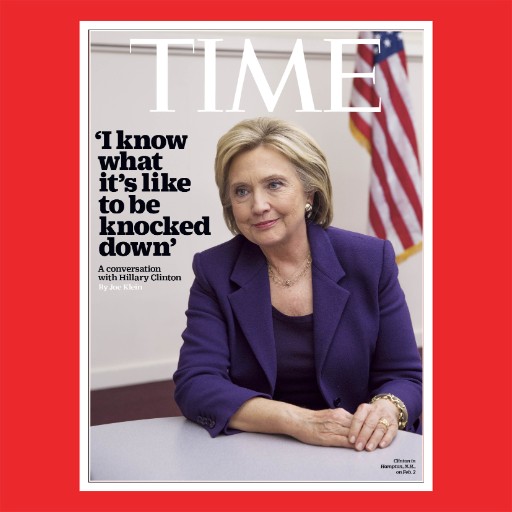 TIME
‘I know
what
it’s like
to be
knocked
down’
A conversation
with Hillary Clinton
By Joe Klein
Clinton in
Hampton, N.H.,
on Feb. 2